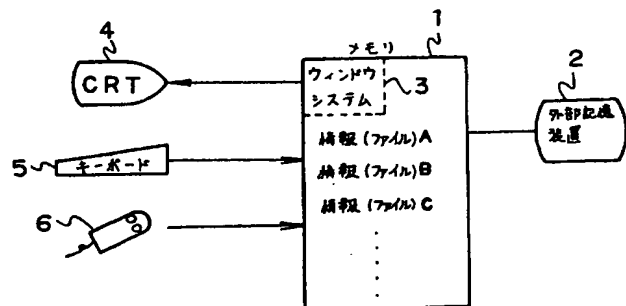 4
CRT
5
キーボード
6
メモリ
1
ウィンドウ
システム
3
情報(ファイル)A
情報(ファイル)B
情報(ファイル)C
2
外部記憶
装置